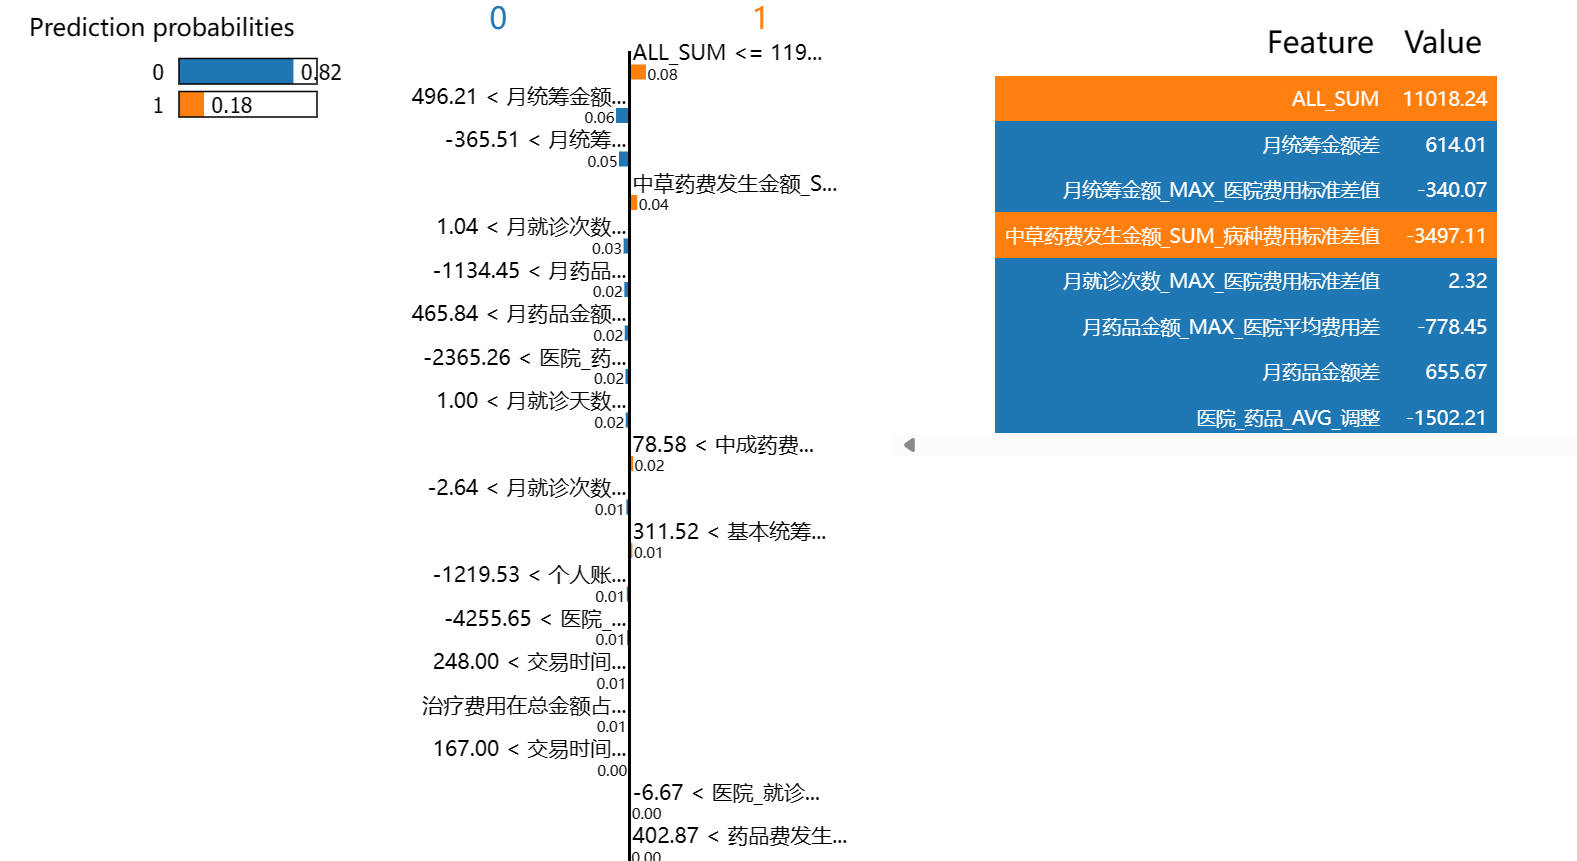 Prediction probabilities
0 0.82
1 0.18
0 1
ALL_SUM <= 119...
0.08
496.21 < 月统筹金额...
0.06
-365.51 < 月统筹...
0.05
中草药费发生金额_S...
0.04
1.04 < 月就诊次数...
0.03
-1134.45 < 月药品...
0.02
465.84 < 月药品金额...
0.02
-2365.26 < 医院_药...
0.02
1.00 < 月就诊天数...
0.02
78.58 < 中成药费...
0.02
-2.64 < 月就诊次数...
0.01
311.52 < 基本统筹...
0.01
-1219.53 < 个人账...
0.01
-4255.65 < 医院_...
0.01
248.00 < 交易时间...
0.01
治疗费用在总金额占...
0.01
167.00 < 交易时间...
0.00
-6.67 < 医院_就诊...
0.00
402.87 < 药品费发生...
0.00
Feature Value
ALL_SUM 11018.24
月统筹金额差 614.01
月统筹金额_MAX_医院费用标准差值 -340.07
中草药费发生金额_SUM_病种费用标准差值 -3497.11
月就诊次数_MAX_医院费用标准差值 2.32
月药品金额_MAX_医院平均费用差 -778.45
月药品金额差 655.67
医院_药品_AVG_调整 -1502.21